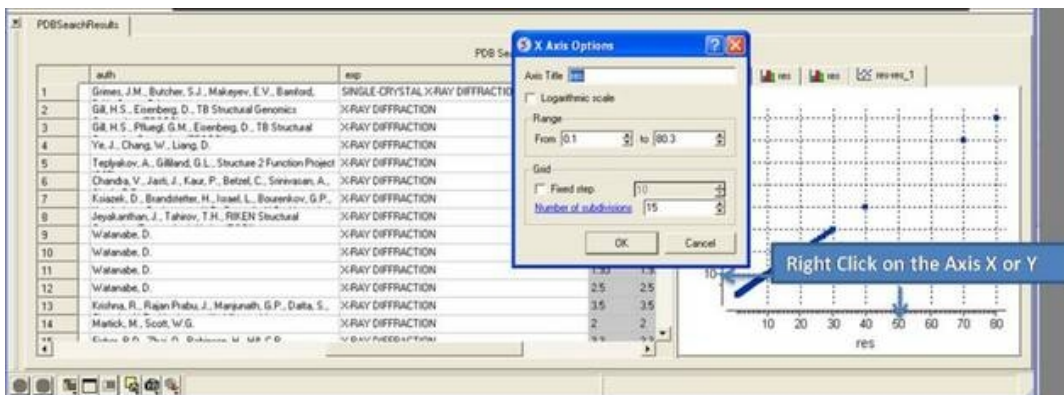 PDBSearchResults
PDB Se
auth exp
1 Grimes, J.M., Butcher, S.J., Makeyev, E.V., Bamford, SINGLE-CRYSTAL X-RAY DIFFRACTIO
2 Gill, H.S., Eisenberg, D., TB Structural Genomics X-RAY DIFFRACTION
3 Gill, H.S., Pfluegl, G.M., Eisenberg, D., TB Structural X-RAY DIFFRACTION
4 Ye, J., Chang, W., Liang, D. X-RAY DIFFRACTION
5 Teplyakov, A., Gilliland, G.L., Structure 2 Function Project X-RAY DIFFRACTION
6 Chandra, V., Jasti, J., Kaur, P., Betzel, C., Srinivasan, A., X-RAY DIFFRACTION
7 Ksiazek, D., Brandstetter, H., Israel, L., Bourenkov, G.P., X-RAY DIFFRACTION
8 Jeyakanthan, J., Tahirov, T.H., RIKEN Structural X-RAY DIFFRACTION
9 Watanabe, D. X-RAY DIFFRACTION
10 Watanabe, D. X-RAY DIFFRACTION
11 Watanabe, D. X-RAY DIFFRACTION
12 Watanabe, D. X-RAY DIFFRACTION 2.5 2.5
13 Krishna, R., Rajan Prabu, J., Manjunath, G.P., Datta, S., X-RAY DIFFRACTION 3.5 3.5
14 Martick, M., Scott, W.G. X-RAY DIFFRACTION 2 2
X Axis Options
Axis Title res
Logarithmic scale
Range
From 0.1 to 80.3
Grid
Fixed step 10
Number of subdivisions 15
OK Cancel
res res res-res_1
Right Click on the Axis X or Y
10
10 20 30 40 50 60 70 80
res